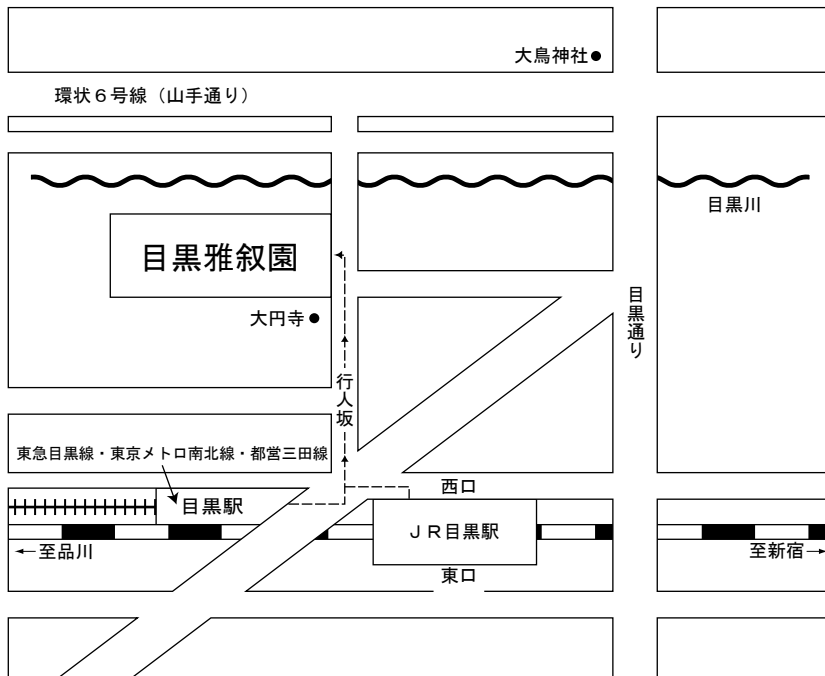 大鳥神社
環状６号線（山手通り）
目黒川
目黒雅叙園
大円寺
目黒通り
行人坂
東急目黒線・東京メトロ南北線・都営三田線
目黒駅
西口
ＪＲ目黒駅
←至品川
至新宿→
東口